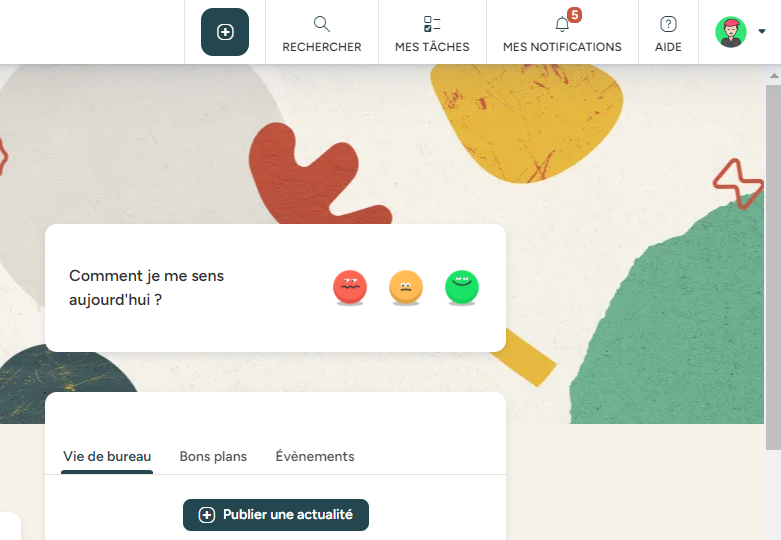 5
RECHERCHER
MES TÂCHES
MES NOTIFICATIONS
AIDE
Comment je me sens
aujourd'hui ?
Vie de bureau
Bons plans
Évènements
Publier une actualité